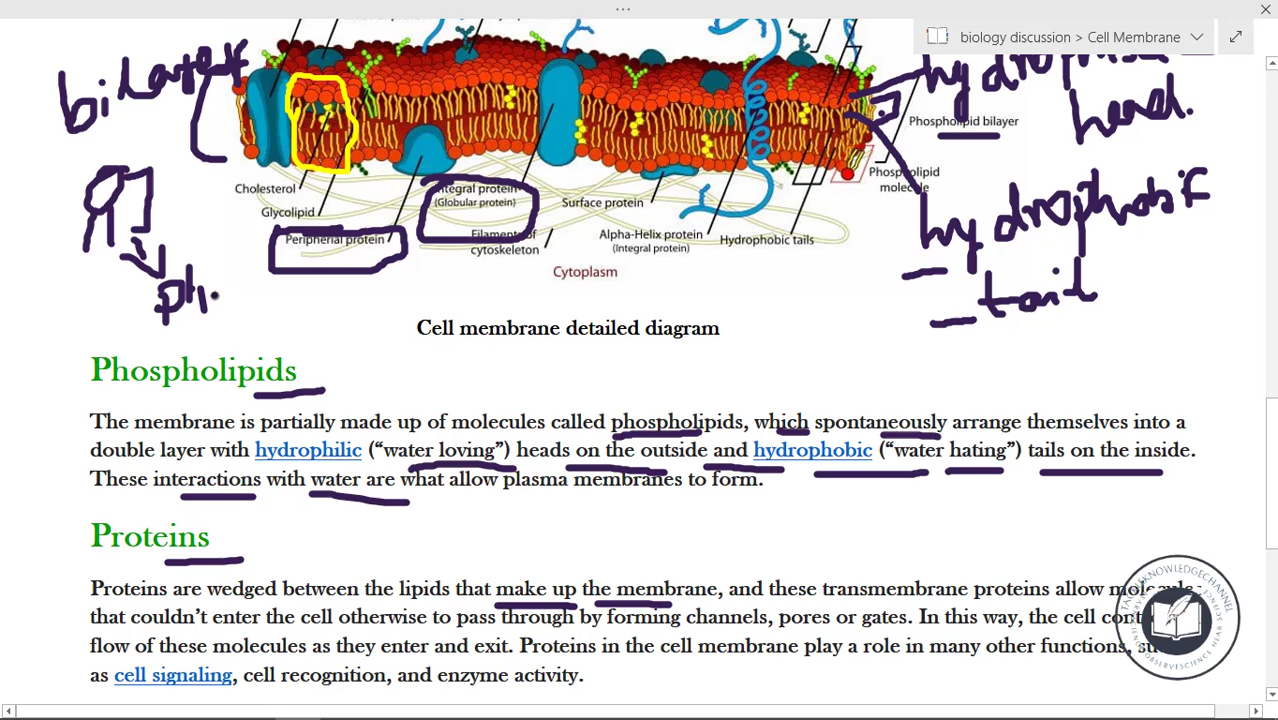 biology discussion > Cell Membrane
bilayer
head.
Phospholipid bilayer
Phospholipid
molecule
Cholesterol
Integral protein
(Globular protein)
hydrophobic
Glycolipid
Surface protein
Peripherial protein
Filaments of
cytoskeleton
Alpha-Helix protein
(Integral protein)
Hydrophobic tails
tail
Cytoplasm
Cell membrane detailed diagram
Phospholipids
The membrane is partially made up of molecules called phospholipids, which spontaneously arrange themselves into a
double layer with hydrophilic (“water loving”) heads on the outside and hydrophobic (“water hating”) tails on the inside.
These interactions with water are what allow plasma membranes to form.
Proteins
Proteins are wedged between the lipids that make up the membrane, and these transmembrane proteins allow
that couldn’t enter the cell otherwise to pass through by forming channels, pores or gates. In this way, the cell
flow of these molecules as they enter and exit. Proteins in the cell membrane play a role in many other functions,
as cell signaling, cell recognition, and enzyme activity.